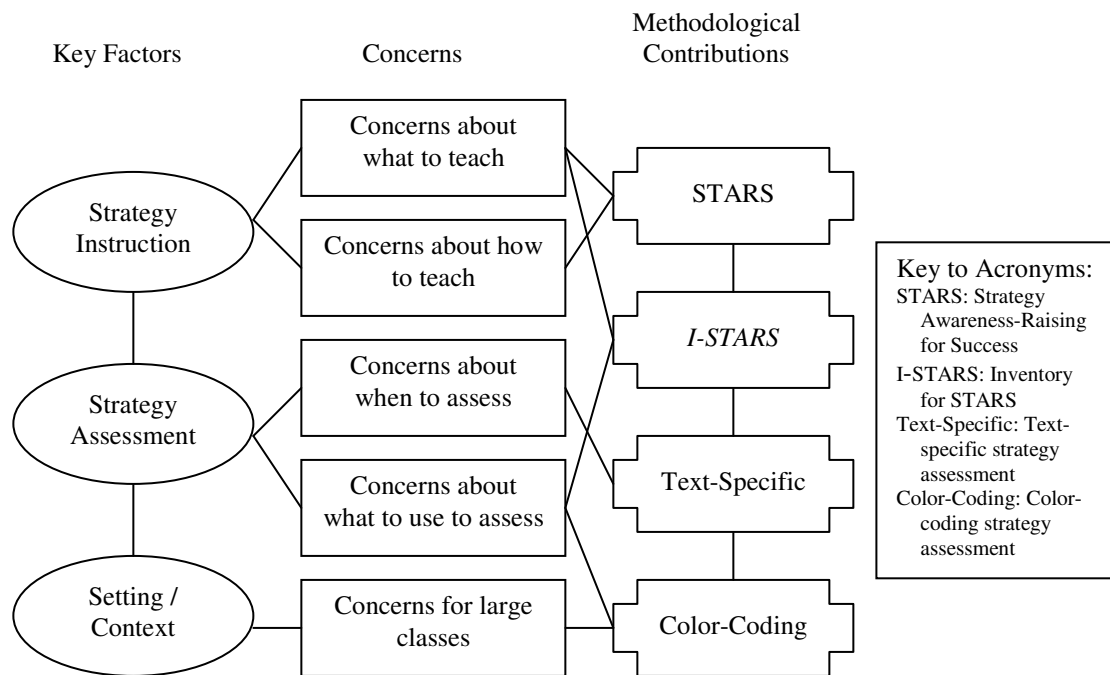 Key Factors
Concerns
Methodological
Contributions
Strategy
Instruction
Strategy
Assessment
Setting /
Context
Concerns about
what to teach
Concerns about how
to teach
Concerns about
when to assess
Concerns about
what to use to assess
Concerns for large
classes
STARS
I-STARS
Text-Specific
Color-Coding
Key to Acronyms:
STARS: Strategy
Awareness-Raising
for Success
I-STARS: Inventory
for STARS
Text-Specific: Text-
specific strategy
assessment
Color-Coding: Color-
coding strategy
assessment